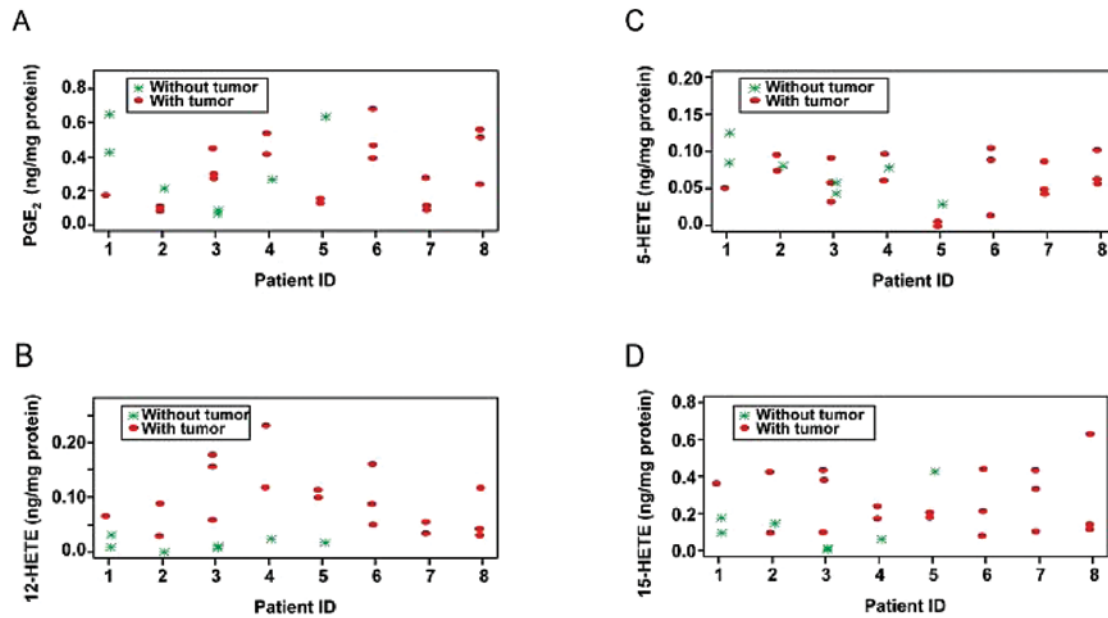 A
PGE2 (ng/mg protein)
0.8
0.6
0.4
0.2
0.0
Without tumor
With tumor
1 2 3 4 5 6 7 8
Patient ID
C
5-HETE (ng/mg protein)
0.20
0.15
0.10
0.05
0.0
Without tumor
With tumor
1 2 3 4 5 6 7 8
Patient ID
B
12-HETE (ng/mg protein)
0.20
0.10
0.0
Without tumor
With tumor
1 2 3 4 5 6 7 8
Patient ID
D
15-HETE (ng/mg protein)
0.8
0.6
0.4
0.2
0.0
Without tumor
With tumor
1 2 3 4 5 6 7 8
Patient ID